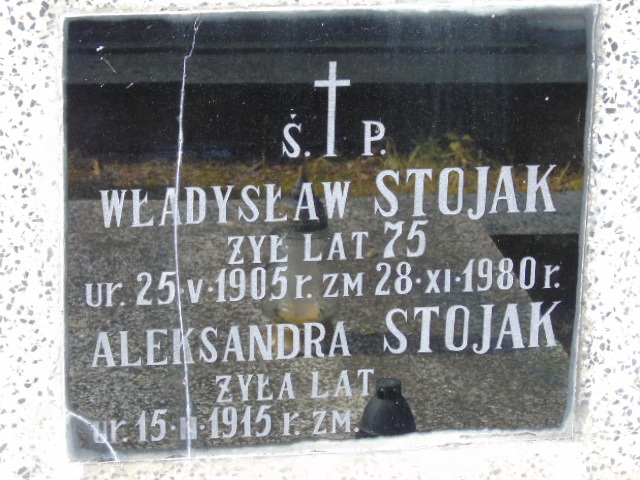 Ś. P.
WŁADYSŁAW STOJAK
ŻYŁ LAT 75
ur. 25·V·1905 r. ZM 28·XI·1980 r.
ALEKSANDRA STOJAK
ŻYŁA LAT
ur. 15· ·1915 r. ZM.